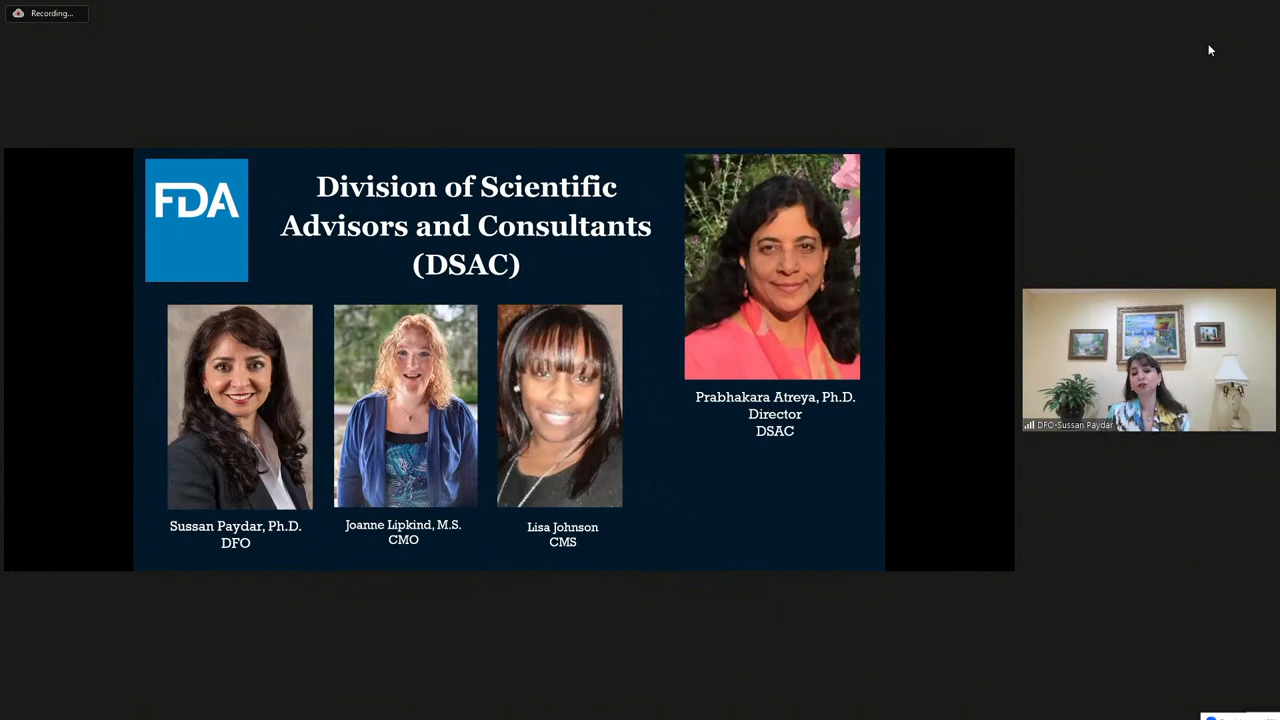 Recording...
FDA
Division of Scientific
Advisors and Consultants
(DSAC)
Prabhakara Atreya, Ph.D.
Director
DSAC
Sussan Paydar, Ph.D.
DFO
Joanne Lipkind, M.S.
CMO
Lisa Johnson
CMS
DFO-Sussan Paydar